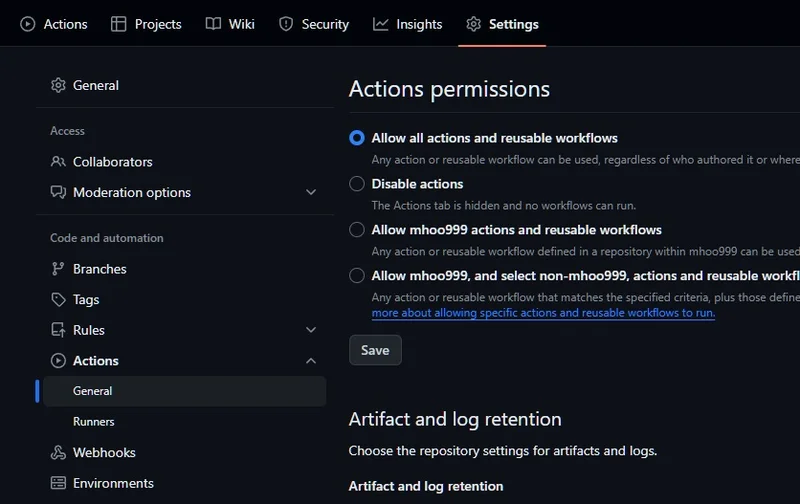 Actions Projects Wiki Security Insights Settings
General
Access
Collaborators
Moderation options
Code and automation
Branches
Tags
Rules
Actions
General
Runners
Webhooks
Environments
Actions permissions
Allow all actions and reusable workflows
Any action or reusable workflow can be used, regardless of who authored it or where
Disable actions
The Actions tab is hidden and no workflows can run.
Allow mhoo999 actions and reusable workflows
Any action or reusable workflow defined in a repository within mhoo999 can be used
Allow mhoo999, and select non-mhoo999, actions and reusable
Any action or reusable workflow that matches the specified criteria, plus those
more about allowing specific actions and reusable workflows to run.
Save
Artifact and log retention
Choose the repository settings for artifacts and logs.
Artifact and log retention